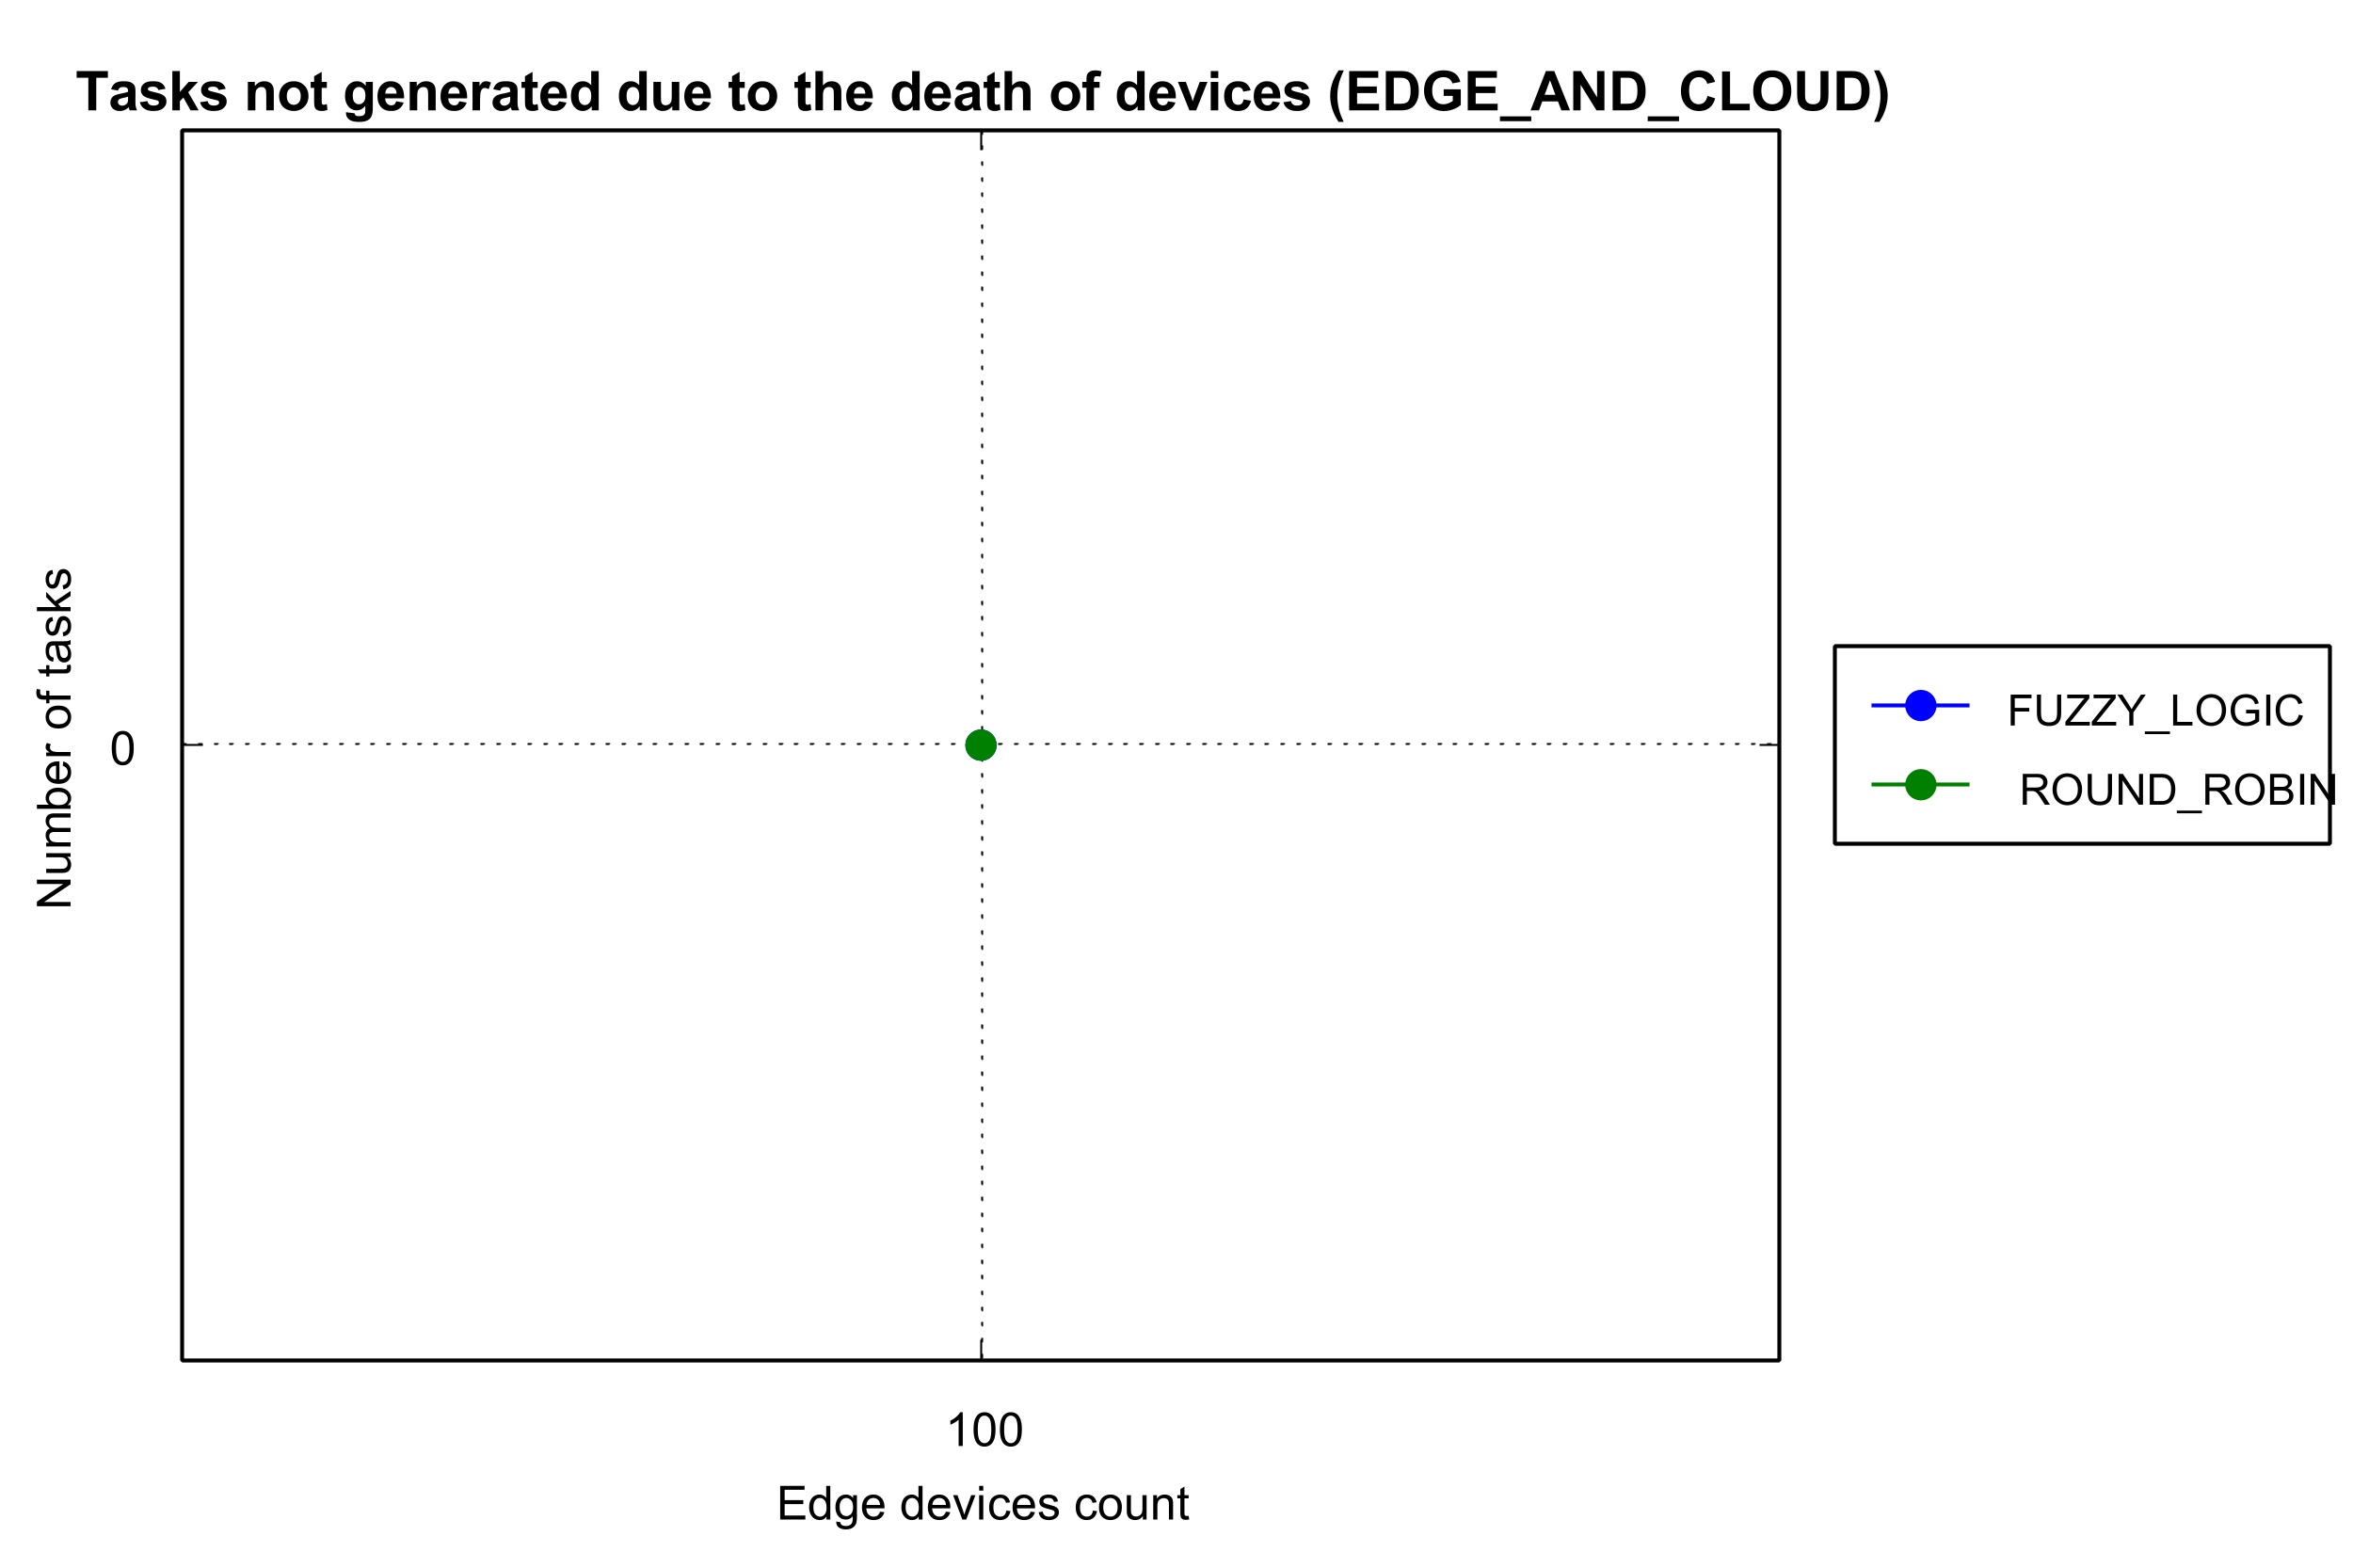 Tasks not generated due to the death of devices (EDGE_AND_CLOUD)
Number of tasks
0
FUZZY_LOGIC
ROUND_ROBIN
100
Edge devices count